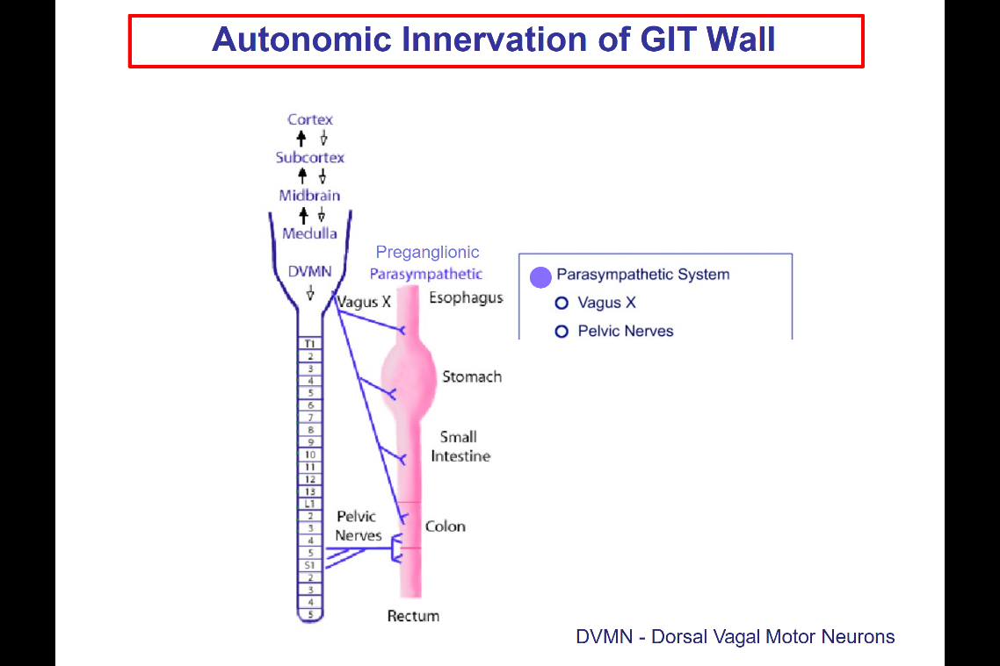 Autonomic Innervation of GIT Wall
Cortex
Subcortex
Midbrain
Medulla
DVMN
Preganglionic
Parasympathetic
Vagus X
Esophagus
Stomach
Small
Intestine
Pelvic
Nerves
Colon
Rectum
T1
2
3
4
5
6
7
8
9
10
11
12
13
L1
2
3
4
5
S1
2
3
4
5
Parasympathetic System
Vagus X
Pelvic Nerves
DVMN - Dorsal Vagal Motor Neurons